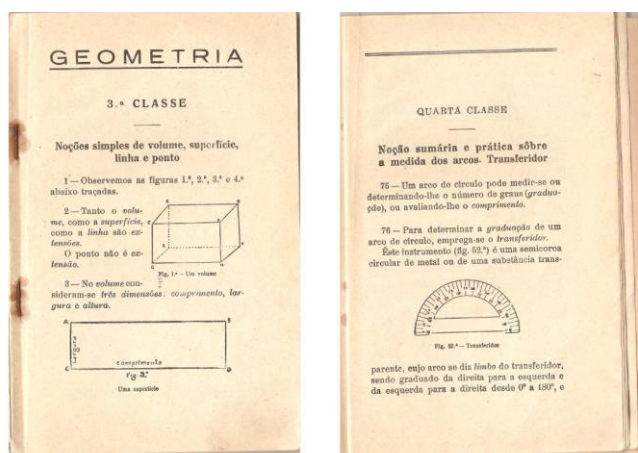 GEOMETRIA
3.ª CLASSE
Noções simples de volume, superfície,
linha e ponto
1 — Observemos as figuras 1.ª, 2.ª, 3.ª e 4.ª
abaixo traçadas.
2 — Tanto o volu-
me, como a superfície,
como a linha são ex-
tensões.
O ponto não é ex-
tensão.
Fig. 1.ª — Um volume
3 — No volume con-
sideram-se três dimensões: comprimento, lar-
gura e altura.
A B
largura
comprimento
C D
fig 2.ª
Uma superfície
QUARTA CLASSE
Noção sumária e prática sôbre
a medida dos arcos. Transferidor
75 — Um arco de círculo pode medir-se ou
determinando-lhe o número de graus (gradua-
ção), ou avaliando-lhe o comprimento.
76 — Para determinar a graduação de um
arco de círculo, emprega-se o transferidor.
Êste instrumento (fig. 52.ª) é uma semicoroa
circular de metal ou de uma substância trans-
Fig. 52.ª — Transferidor
parente, cujo arco se diz limbo do transferidor,
sendo graduado da direita para a esquerda e
da esquerda para a direita desde 0º a 180º, e